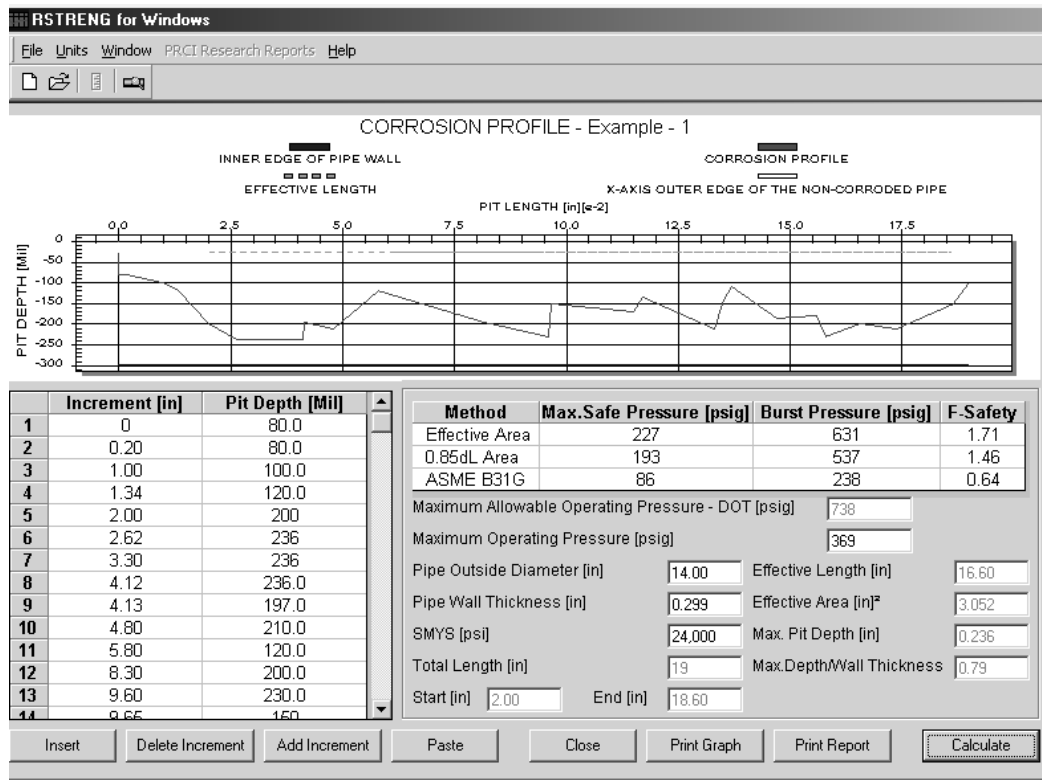 RSTRENG for Windows
File Units Window PRCI Research Reports Help
CORROSION PROFILE - Example - 1
INNER EDGE OF PIPE WALL CORROSION PROFILE
EFFECTIVE LENGTH X-AXIS OUTER EDGE OF THE NON-CORRODED PIPE
PIT LENGTH [in][e-2]
0,0 2,5 5,0 7,5 10,0 12,5 15,0 17,5
PIT DEPTH [Mil]
0
-50
-100
-150
-200
-250
-300
Increment [in] Pit Depth [Mil]
1 0 80.0
2 0.20 80.0
3 1.00 100.0
4 1.34 120.0
5 2.00 200
6 2.62 236
7 3.30 236
8 4.12 236.0
9 4.13 197.0
10 4.80 210.0
11 5.80 120.0
12 8.30 200.0
13 9.60 230.0
14 9.65 150
Method Max.Safe Pressure [psig] Burst Pressure [psig] F-Safety
Effective Area 227 631 1.71
0.85dL Area 193 537 1.46
ASME B31G 86 238 0.64
Maximum Allowable Operating Pressure - DOT [psig] 738
Maximum Operating Pressure [psig] 369
Pipe Outside Diameter [in] 14.00 Effective Length [in] 16.60
Pipe Wall Thickness [in] 0.299 Effective Area [in]² 3.052
SMYS [psi] 24,000 Max. Pit Depth [in] 0.236
Total Length [in] 19 Max.Depth/Wall Thickness 0.79
Start [in] 2.00 End [in] 18.60
Insert Delete Increment Add Increment Paste Close Print Graph Print Report Calculate